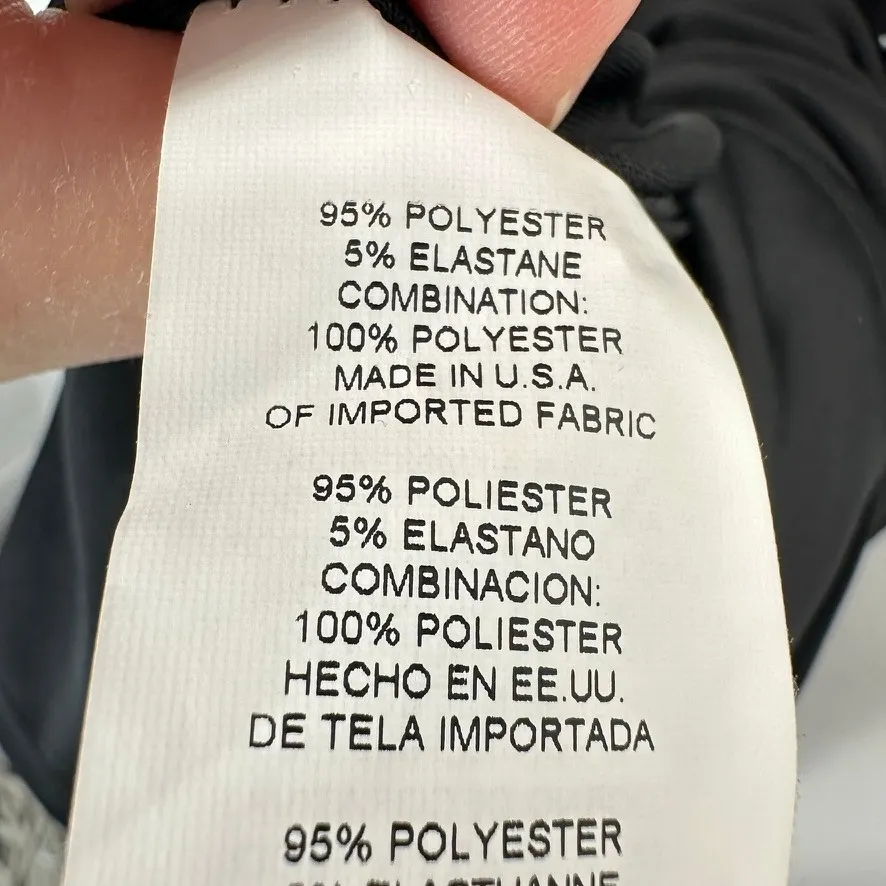 95% POLYESTER
5% ELASTANE
COMBINATION:
100% POLYESTER
MADE IN U.S.A.
OF IMPORTED FABRIC
95% POLIESTER
5% ELASTANO
COMBINACION:
100% POLIESTER
HECHO EN EE.UU.
DE TELA IMPORTADA
95% POLYESTER